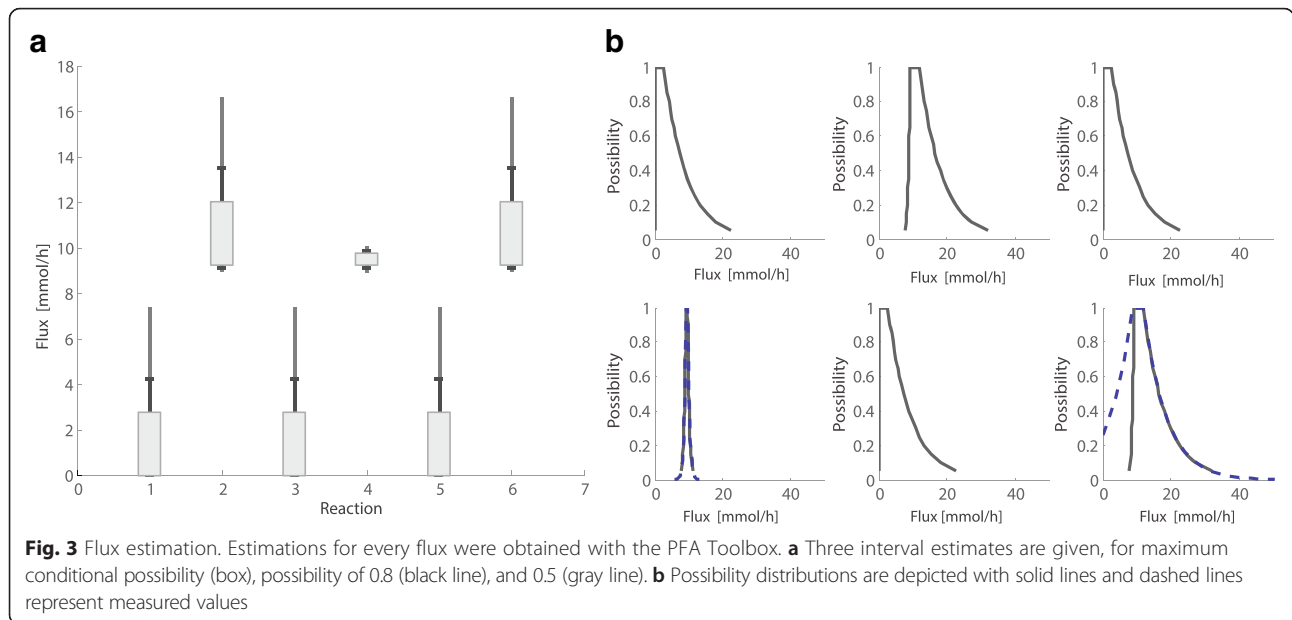 a
18
16
14
12
10
8
6
4
2
0
Flux [mmol/h]
0 1 2 3 4 5 6 7
Reaction
b
1
0.8
0.6
0.4
0.2
0
Possibility
0 20 40
Flux [mmol/h]
1
0.8
0.6
0.4
0.2
0
Possibility
0 20 40
Flux [mmol/h]
1
0.8
0.6
0.4
0.2
0
Possibility
0 20 40
Flux [mmol/h]
1
0.8
0.6
0.4
0.2
0
Possibility
0 20 40
Flux [mmol/h]
1
0.8
0.6
0.4
0.2
0
Possibility
0 20 40
Flux [mmol/h]
1
0.8
0.6
0.4
0.2
0
Possibility
0 20 40
Flux [mmol/h]
Fig. 3 Flux estimation. Estimations for every flux were obtained with the PFA Toolbox. a Three interval estimates are given, for maximum
conditional possibility (box), possibility of 0.8 (black line), and 0.5 (gray line). b Possibility distributions are depicted with solid lines and dashed lines
represent measured values